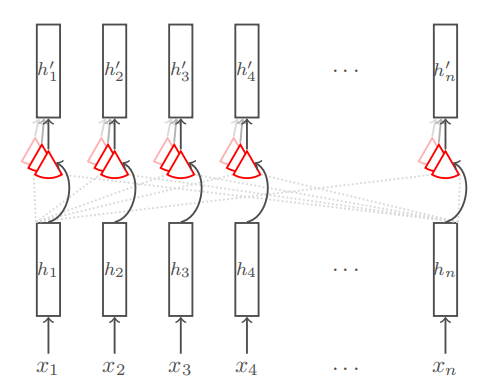 h′₁ h′₂ h′₃ h′₄ ... h′ₙ
h₁ h₂ h₃ h₄ ... hₙ
x₁ x₂ x₃ x₄ ... xₙ